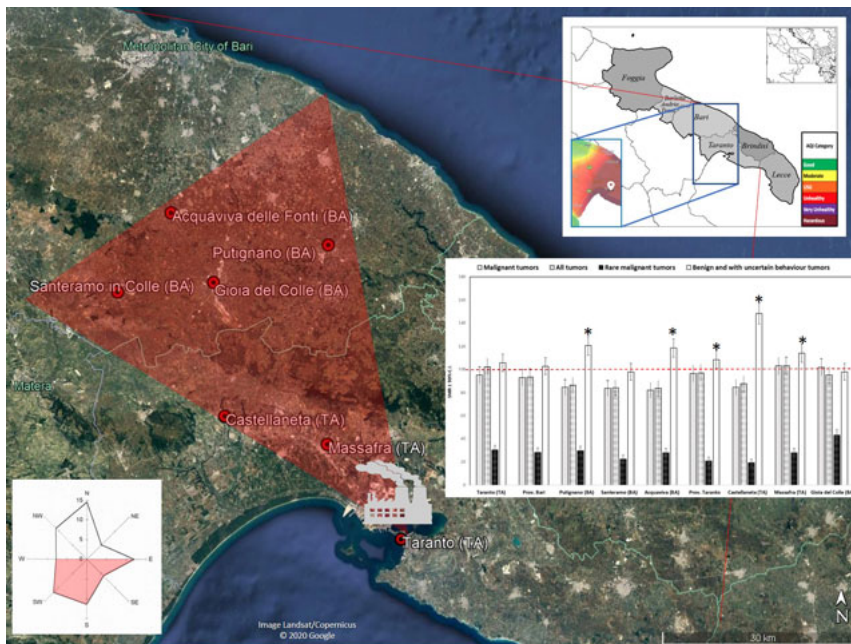 Metropolitan City of Bari
Acquaviva delle Fonti (BA)
Putignano (BA)
Santeramo in Colle (BA)
Gioia del Colle (BA)
Matera
Castellaneta (TA)
Massafra (TA)
Taranto (TA)
Image Landsat/Copernicus
© 2020 Google
30 km
N
Foggia
Bari
Taranto
Brindisi
Lecce
AQI Category
Good
Moderate
Unhealthy
Very Unhealthy
Hazardous
Malignant tumors
All tumors
Rare malignant tumors
Benign and with uncertain behaviour tumors
* * * * *
Taranto (TA)
Prov. Bari
Putignano (BA)
Santeramo (BA)
Acquaviva (BA)
Prov. Taranto
Castellaneta (TA)
Massafra (TA)
Gioia del Colle (BA
N
15
10
5
NW
NE
W
E
SW
SE
S